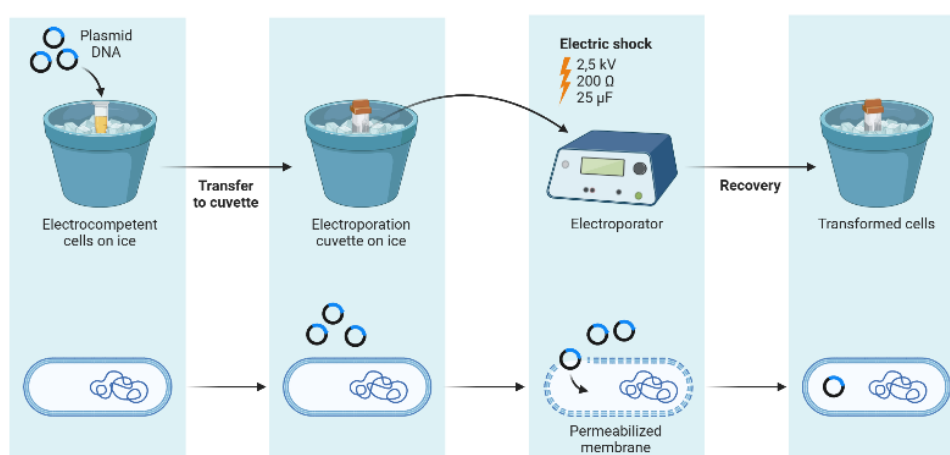 Plasmid
DNA
Electrocompetent
cells on ice
Transfer
to cuvette
Electroporation
cuvette on ice
Electric shock
2,5 kV
200 Ω
25 µF
Electroporator
Recovery
Transformed cells
Permeabilized
membrane